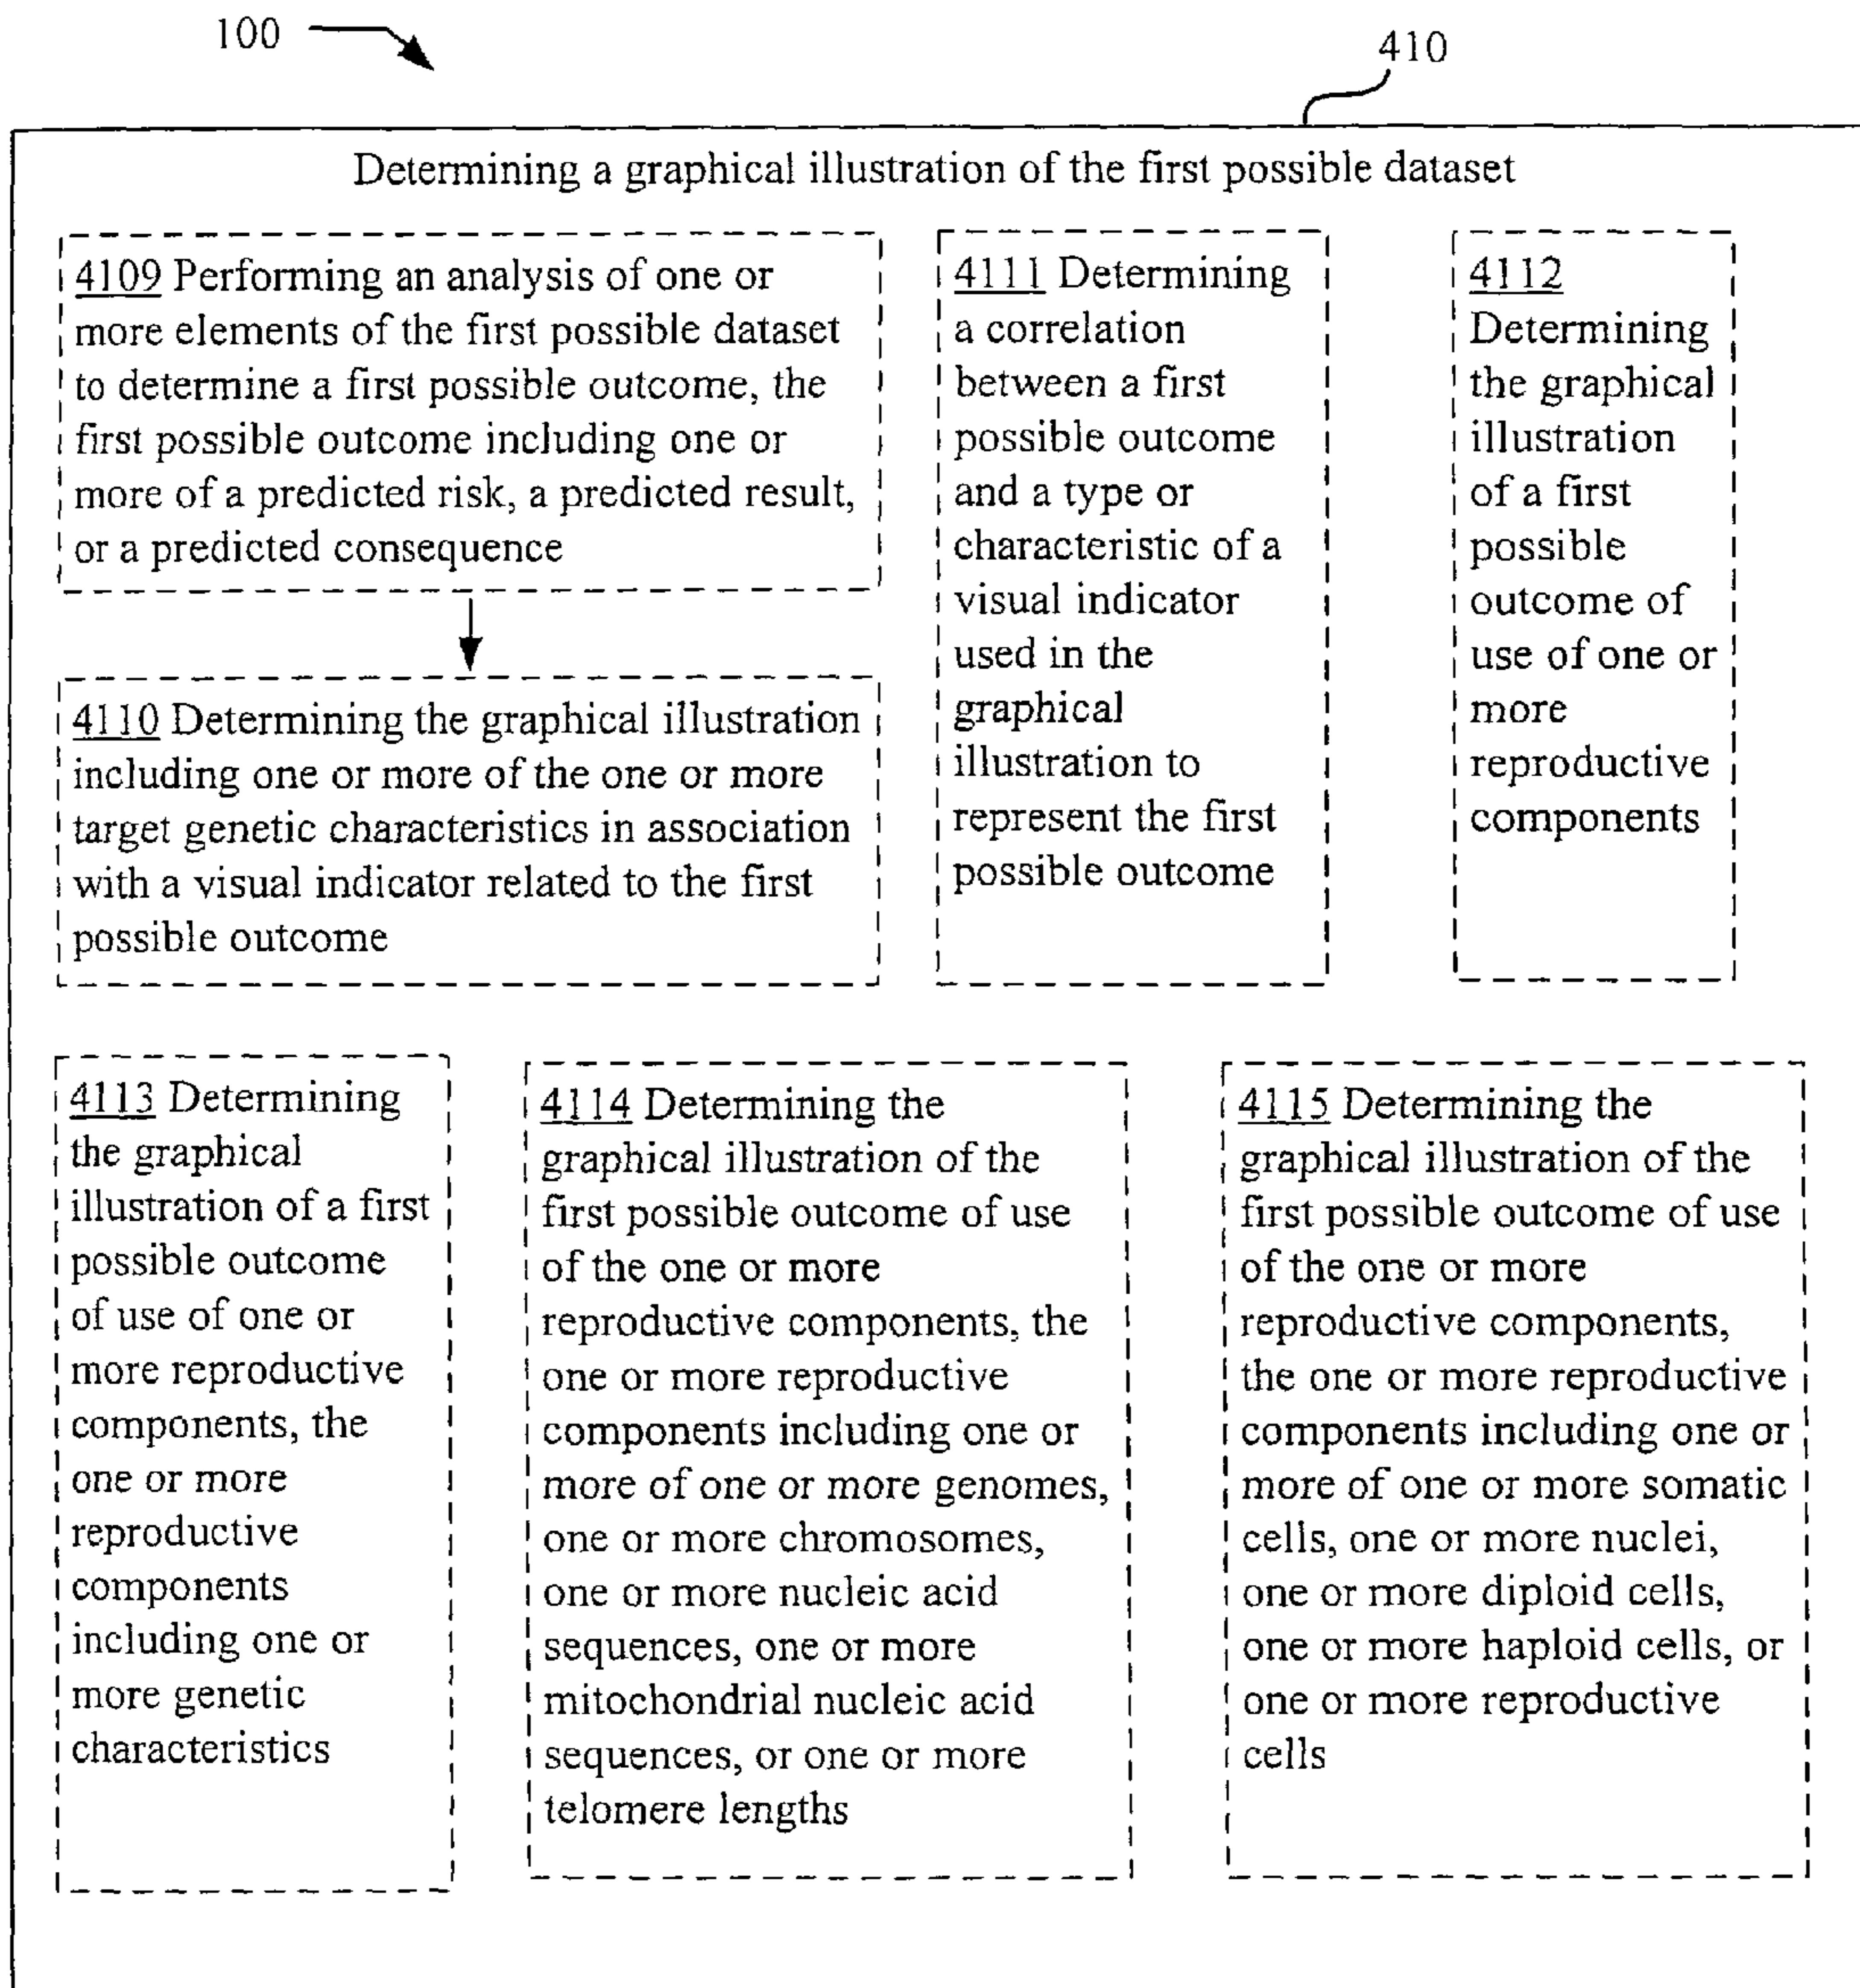 100
410
Determining a graphical illustration of the first possible dataset
4109 Performing an analysis of one or
more elements of the first possible dataset
to determine a first possible outcome, the
first possible outcome including one or
more of a predicted risk, a predicted result,
or a predicted consequence
4110 Determining the graphical illustration
including one or more of the one or more
target genetic characteristics in association
with a visual indicator related to the first
possible outcome
4111 Determining
a correlation
between a first
possible outcome
and a type or
characteristic of a
visual indicator
used in the
graphical
illustration to
represent the first
possible outcome
4112
Determining
the graphical
illustration
of a first
possible
outcome of
use of one or
more
reproductive
components
4113 Determining
the graphical
illustration of a first
possible outcome
of use of one or
more reproductive
components, the
one or more
reproductive
components
including one or
more genetic
characteristics
4114 Determining the
graphical illustration of the
first possible outcome of use
of the one or more
reproductive components, the
one or more reproductive
components including one or
more of one or more genomes,
one or more chromosomes,
one or more nucleic acid
sequences, one or more
mitochondrial nucleic acid
sequences, or one or more
telomere lengths
4115 Determining the
graphical illustration of the
first possible outcome of use
of the one or more
reproductive components,
the one or more reproductive
components including one or
more of one or more somatic
cells, one or more nuclei,
one or more diploid cells,
one or more haploid cells, or
one or more reproductive
cells